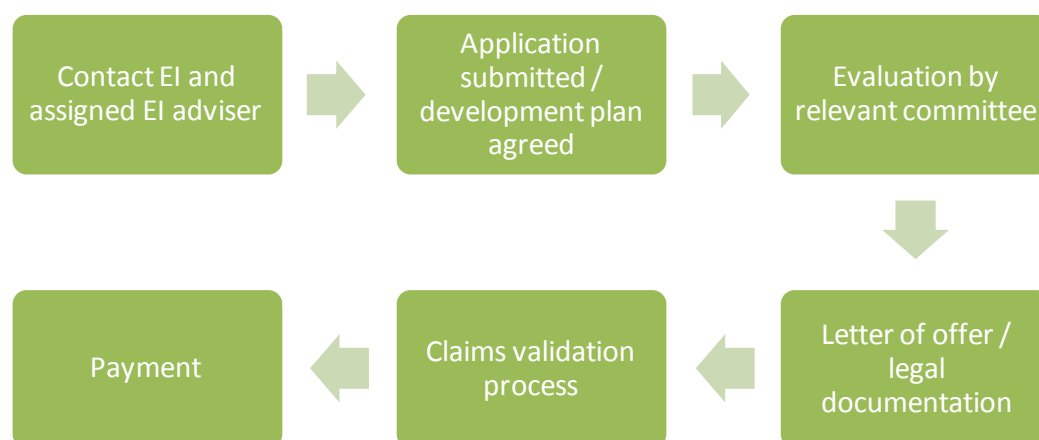 Contact EI and
assigned EI adviser
Application
submitted /
development plan
agreed
Evaluation by
relevant committee
Letter of offer /
legal
documentation
Claims validation
process
Payment